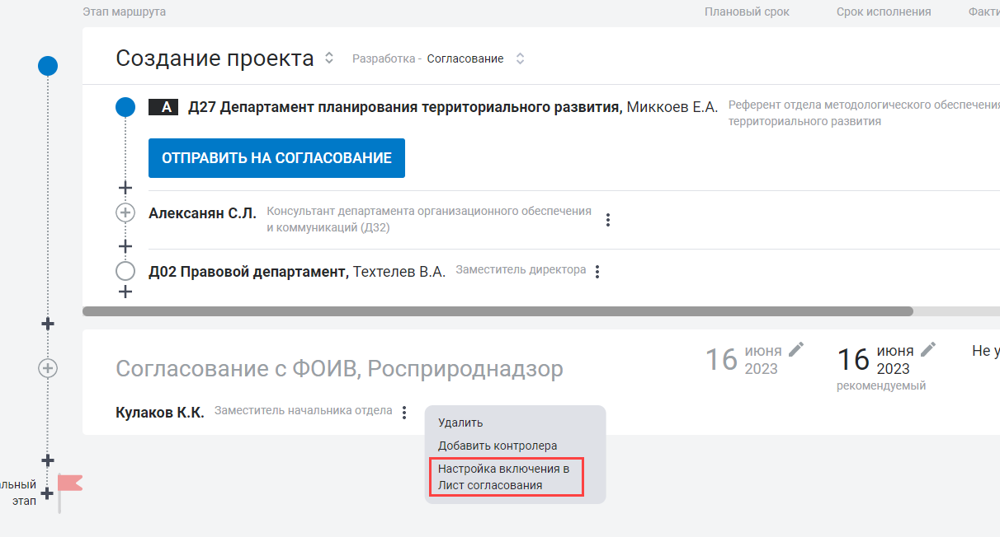 Этап маршрута Плановый срок Срок исполнения Факти
Создание проекта Разработка - Согласование
А Д27 Департамент планирования территориального развития, Миккоев Е.А. Референт отдела методологического обеспечения
территориального развития
ОТПРАВИТЬ НА СОГЛАСОВАНИЕ
Алексанян С.Л. Консультант департамента организационного обеспечения
и коммуникаций (Д32)
Д02 Правовой департамент, Техтелев В.А. Заместитель директора
Согласование с ФОИВ, Росприроднадзор
16 июня
2023
16 июня
2023
рекомендуемый
Не у
Кулаков К.К. Заместитель начальника отдела
Удалить
Добавить контролера
Настройка включения в
Лист согласования
альный
этап